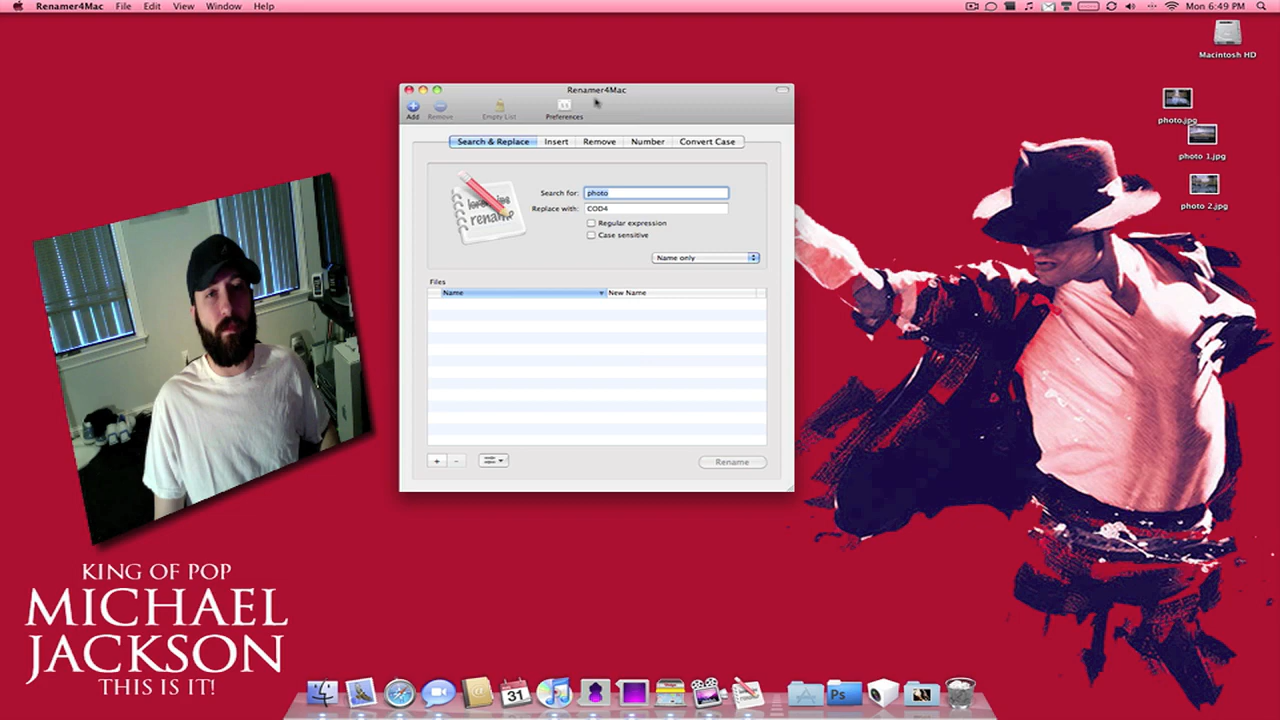 Renamer4Mac File Edit View Window Help Mon 6:49 PM
Macintosh HD
photo.jpg
photo 1.jpg
photo 2.jpg
Renamer4Mac
Add Remove Empty List Preferences
Search & Replace Insert Remove Number Convert Case
rename
Search for: photo
Replace with: COD4
Regular expression
Case sensitive
Name only
Files
Name New Name
+ - Rename
KING OF POP
MICHAEL
JACKSON
THIS IS IT!
31
Ps